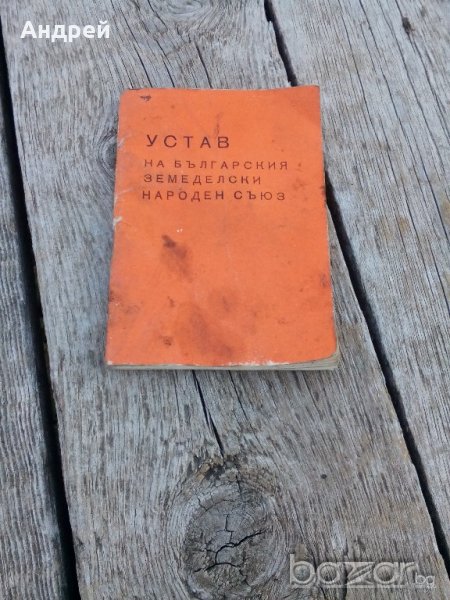 Андрей
УСТАВ
НА БЪЛГАРСКИЯ
ЗЕМЕДЕЛСКИ
НАРОДЕН СЪЮЗ
bazar.bg